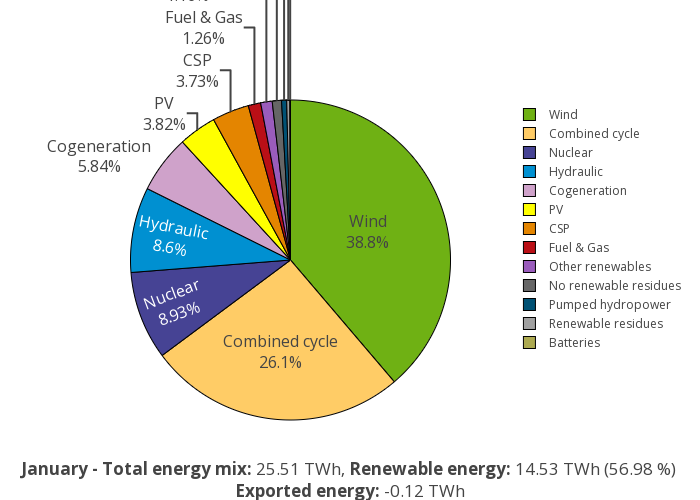 Fuel & Gas
1.26%
CSP
3.73%
PV
3.82%
Cogeneration
5.84%
Hydraulic
8.6%
Nuclear
8.93%
Wind
38.8%
Combined cycle
26.1%
Wind
Combined cycle
Nuclear
Hydraulic
Cogeneration
PV
CSP
Fuel & Gas
Other renewables
No renewable residues
Pumped hydropower
Renewable residues
Batteries
January - Total energy mix: 25.51 TWh, Renewable energy: 14.53 TWh (56.98 %)
Exported energy: -0.12 TWh